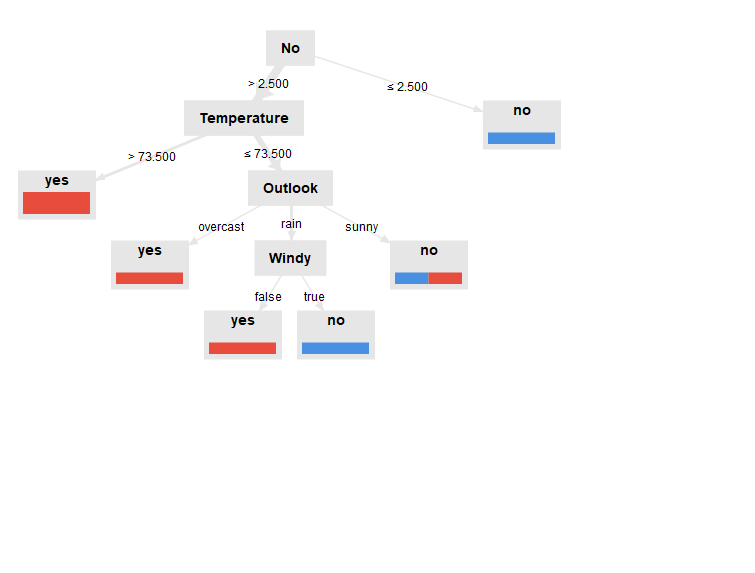 No
> 2.500
≤ 2.500
Temperature
no
> 73.500
≤ 73.500
yes
Outlook
overcast
rain
sunny
yes
Windy
no
false
true
yes
no